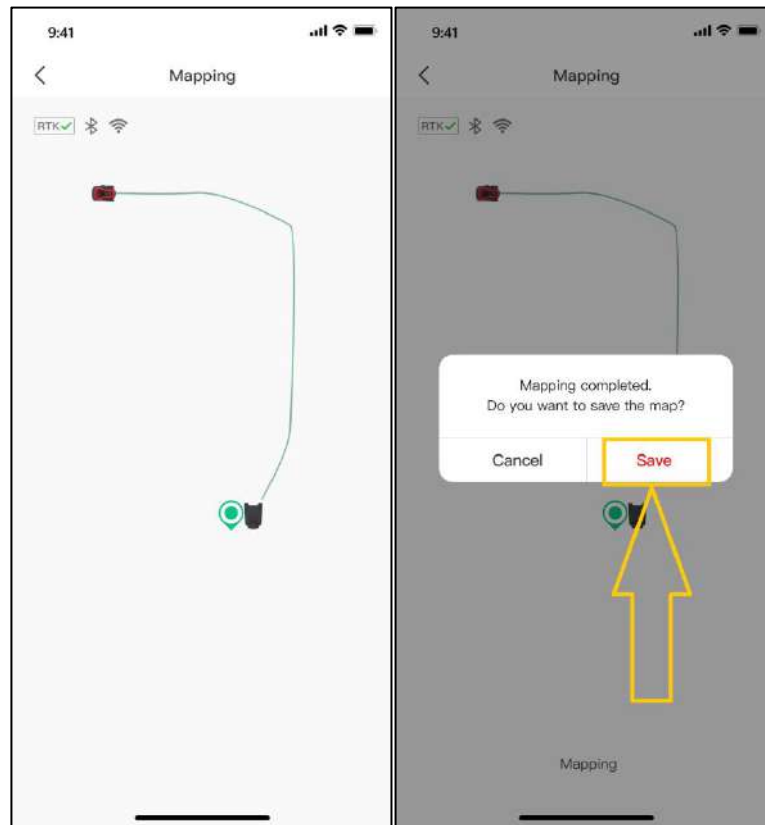 9:41
Mapping
RTK
9:41
Mapping
RTK
Mapping completed.
Do you want to save the map?
Cancel
Save
Mapping